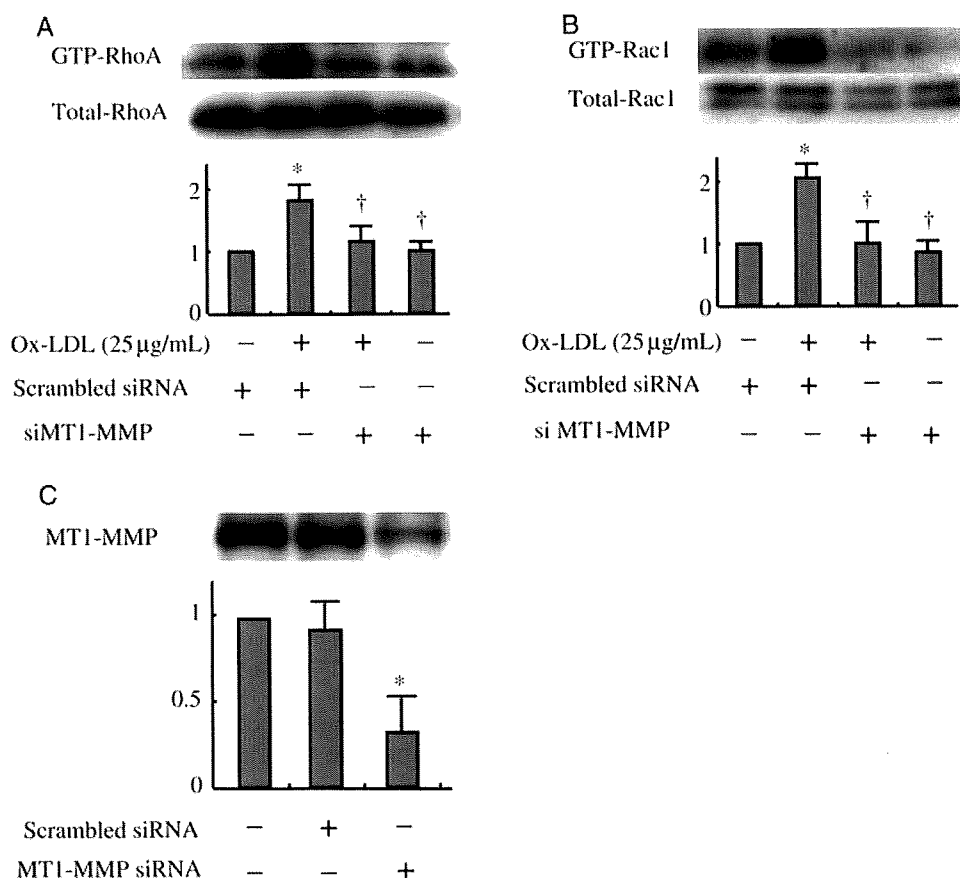 A
GTP-RhoA
Total-RhoA
2
1
0
*
†
†
Ox-LDL (25 µg/mL) – + + –
Scrambled siRNA + + – –
siMT1-MMP – – + +
B
GTP-Rac1
Total-Rac1
2
1
0
*
†
†
Ox-LDL (25 µg/mL) – + + –
Scrambled siRNA + + – –
si MT1-MMP – – + +
C
MT1-MMP
1
0.5
0
*
Scrambled siRNA – + –
MT1-MMP siRNA – – +